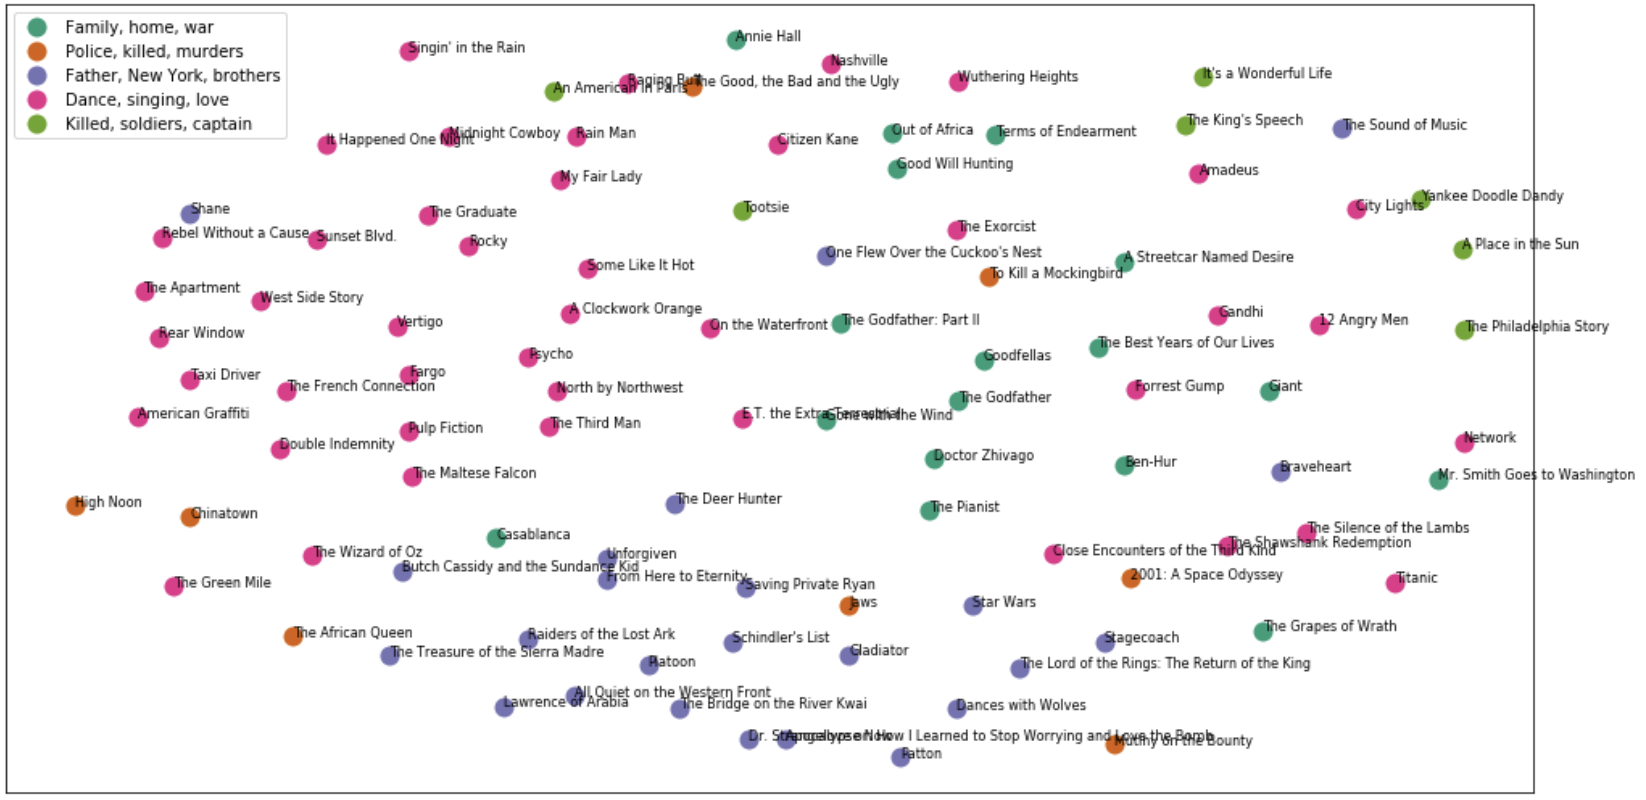 Family, home, war
Police, killed, murders
Father, New York, brothers
Dance, singing, love
Killed, soldiers, captain
Annie Hall
Singin' in the Rain
Nashville
It's a Wonderful Life
Wuthering Heights
Raging Bull
The Good, the Bad and the Ugly
An American in Paris
The King's Speech
The Sound of Music
Out of Africa
Terms of Endearment
Midnight Cowboy
Rain Man
It Happened One Night
Citizen Kane
Good Will Hunting
Amadeus
My Fair Lady
Yankee Doodle Dandy
City Lights
Tootsie
Shane
The Graduate
The Exorcist
Rebel Without a Cause
Sunset Blvd.
Rocky
A Place in the Sun
One Flew Over the Cuckoo's Nest
A Streetcar Named Desire
Some Like It Hot
To Kill a Mockingbird
The Apartment
West Side Story
A Clockwork Orange
Gandhi
Vertigo
On the Waterfront
The Godfather: Part II
12 Angry Men
The Philadelphia Story
Rear Window
The Best Years of Our Lives
Psycho
Goodfellas
Taxi Driver
Fargo
The French Connection
North by Northwest
Forrest Gump
Giant
The Godfather
American Graffiti
E.T. the Extra-Terrestrial
Gone with the Wind
The Third Man
Pulp Fiction
Network
Double Indemnity
Doctor Zhivago
Ben-Hur
Braveheart
The Maltese Falcon
Mr. Smith Goes to Washington
High Noon
The Deer Hunter
Chinatown
The Pianist
Casablanca
The Silence of the Lambs
The Shawshank Redemption
The Wizard of Oz
Unforgiven
Close Encounters of the Third Kind
Butch Cassidy and the Sundance Kid
From Here to Eternity
2001: A Space Odyssey
The Green Mile
Saving Private Ryan
Titanic
Jaws
Star Wars
The Grapes of Wrath
The African Queen
Raiders of the Lost Ark
Schindler's List
Stagecoach
The Treasure of the Sierra Madre
Gladiator
Platoon
The Lord of the Rings: The Return of the King
All Quiet on the Western Front
Lawrence of Arabia
The Bridge on the River Kwai
Dances with Wolves
Dr. Strangelove or: How I Learned to Stop Worrying and Love the Bomb
Apocalypse Now
Mutiny on the Bounty
Patton